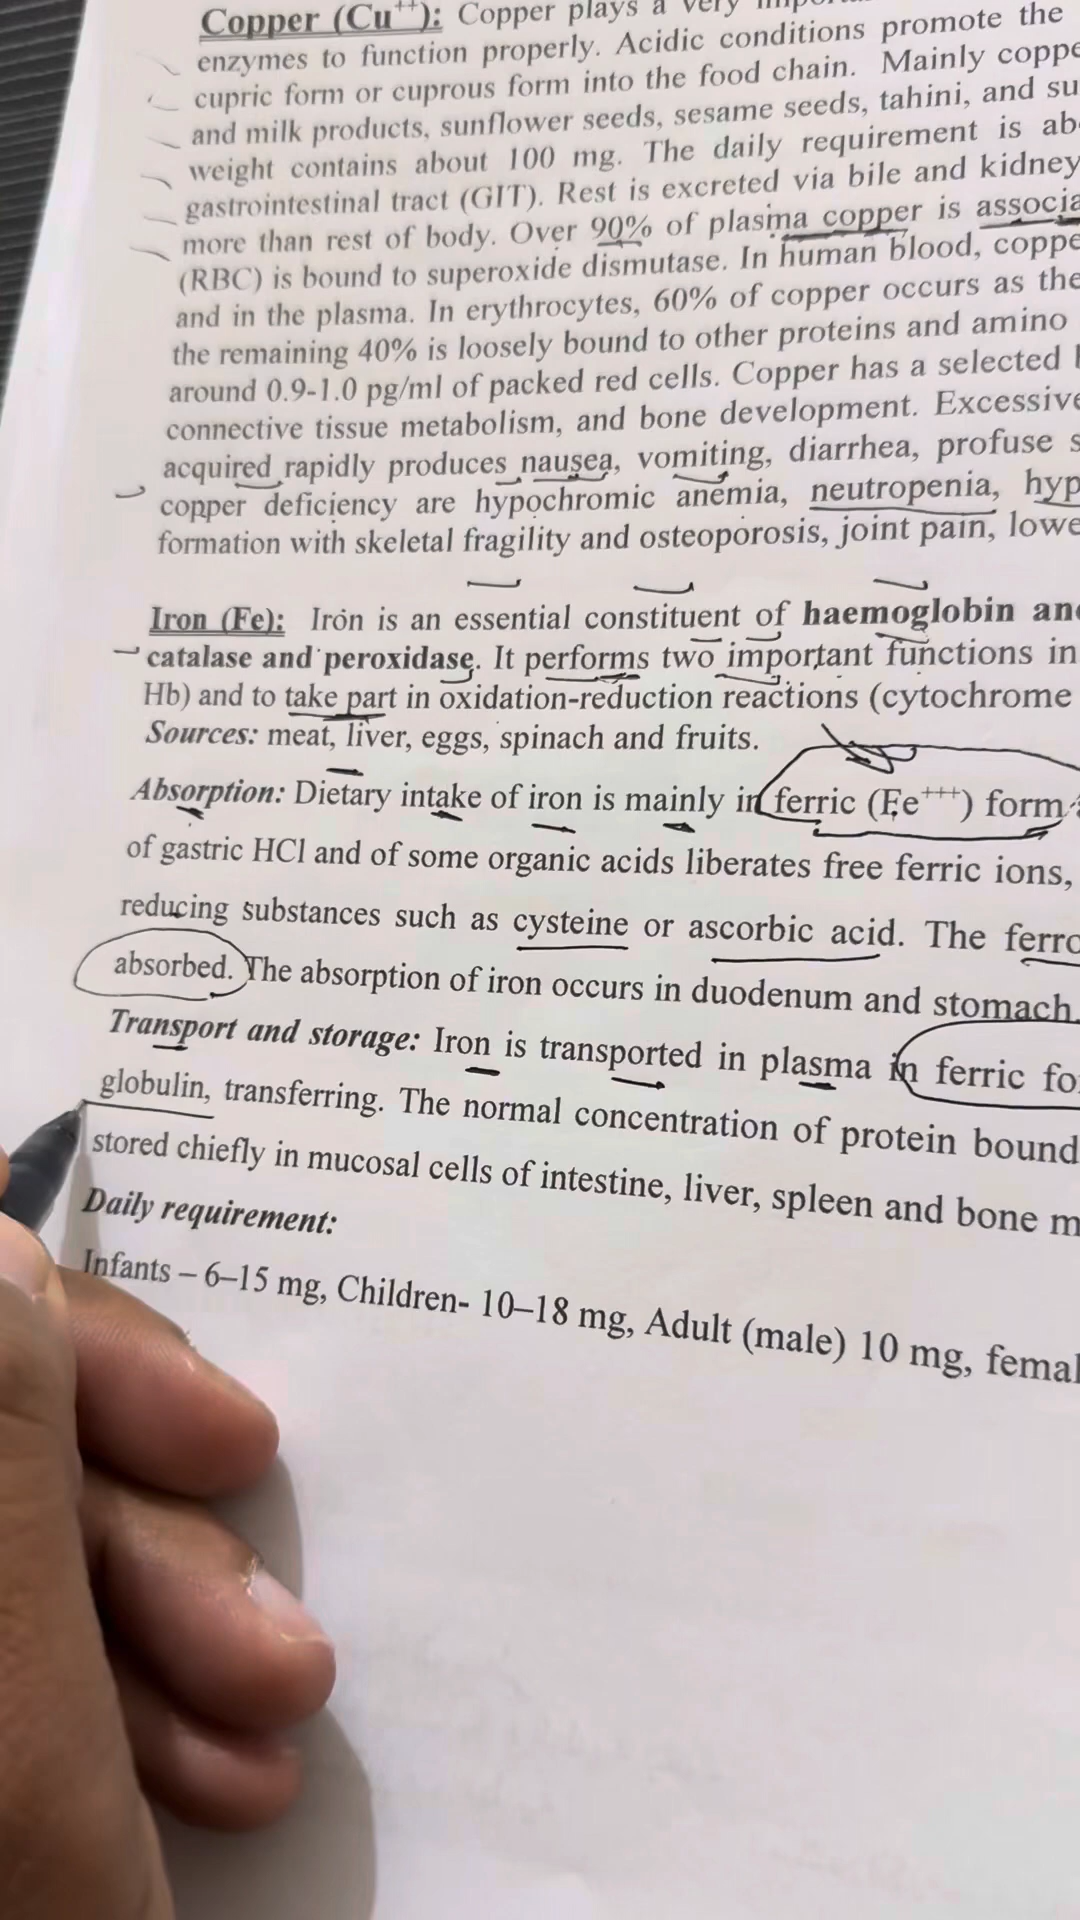 Copper (Cu++): Copper plays a very
enzymes to function properly. Acidic conditions promote the
cupric form or cuprous form into the food chain. Mainly coppe
and milk products, sunflower seeds, sesame seeds, tahini, and su
weight contains about 100 mg. The daily requirement is ab
gastrointestinal tract (GIT). Rest is excreted via bile and kidney
more than rest of body. Over 90% of plasma copper is associa
(RBC) is bound to superoxide dismutase. In human blood, coppe
and in the plasma. In erythrocytes, 60% of copper occurs as the
the remaining 40% is loosely bound to other proteins and amino
around 0.9-1.0 pg/ml of packed red cells. Copper has a selected
connective tissue metabolism, and bone development. Excessive
acquired rapidly produces nausea, vomiting, diarrhea, profuse s
copper deficiency are hypochromic anemia, neutropenia, hyp
formation with skeletal fragility and osteoporosis, joint pain, lowe
Iron (Fe): Iron is an essential constituent of haemoglobin an
catalase and peroxidase. It performs two important functions in
Hb) and to take part in oxidation-reduction reactions (cytochrome
Sources: meat, liver, eggs, spinach and fruits.
Absorption: Dietary intake of iron is mainly in ferric (Fe+++) form
of gastric HCl and of some organic acids liberates free ferric ions,
reducing substances such as cysteine or ascorbic acid. The ferro
absorbed. The absorption of iron occurs in duodenum and stomach.
Transport and storage: Iron is transported in plasma in ferric fo
globulin, transferring. The normal concentration of protein bound
stored chiefly in mucosal cells of intestine, liver, spleen and bone m
Daily requirement:
Infants – 6–15 mg, Children- 10–18 mg, Adult (male) 10 mg, femal